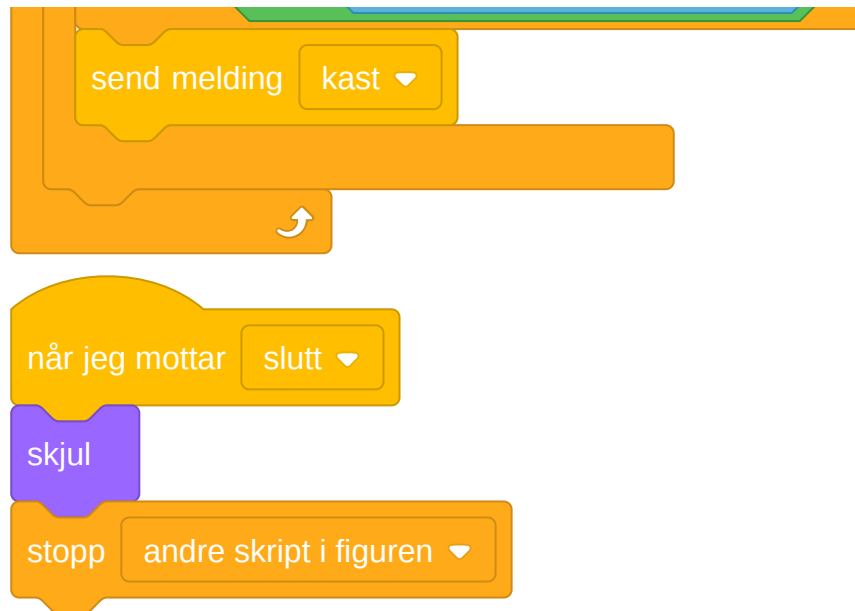 send melding kast
når jeg mottar slutt
skjul
stopp andre skript i figuren